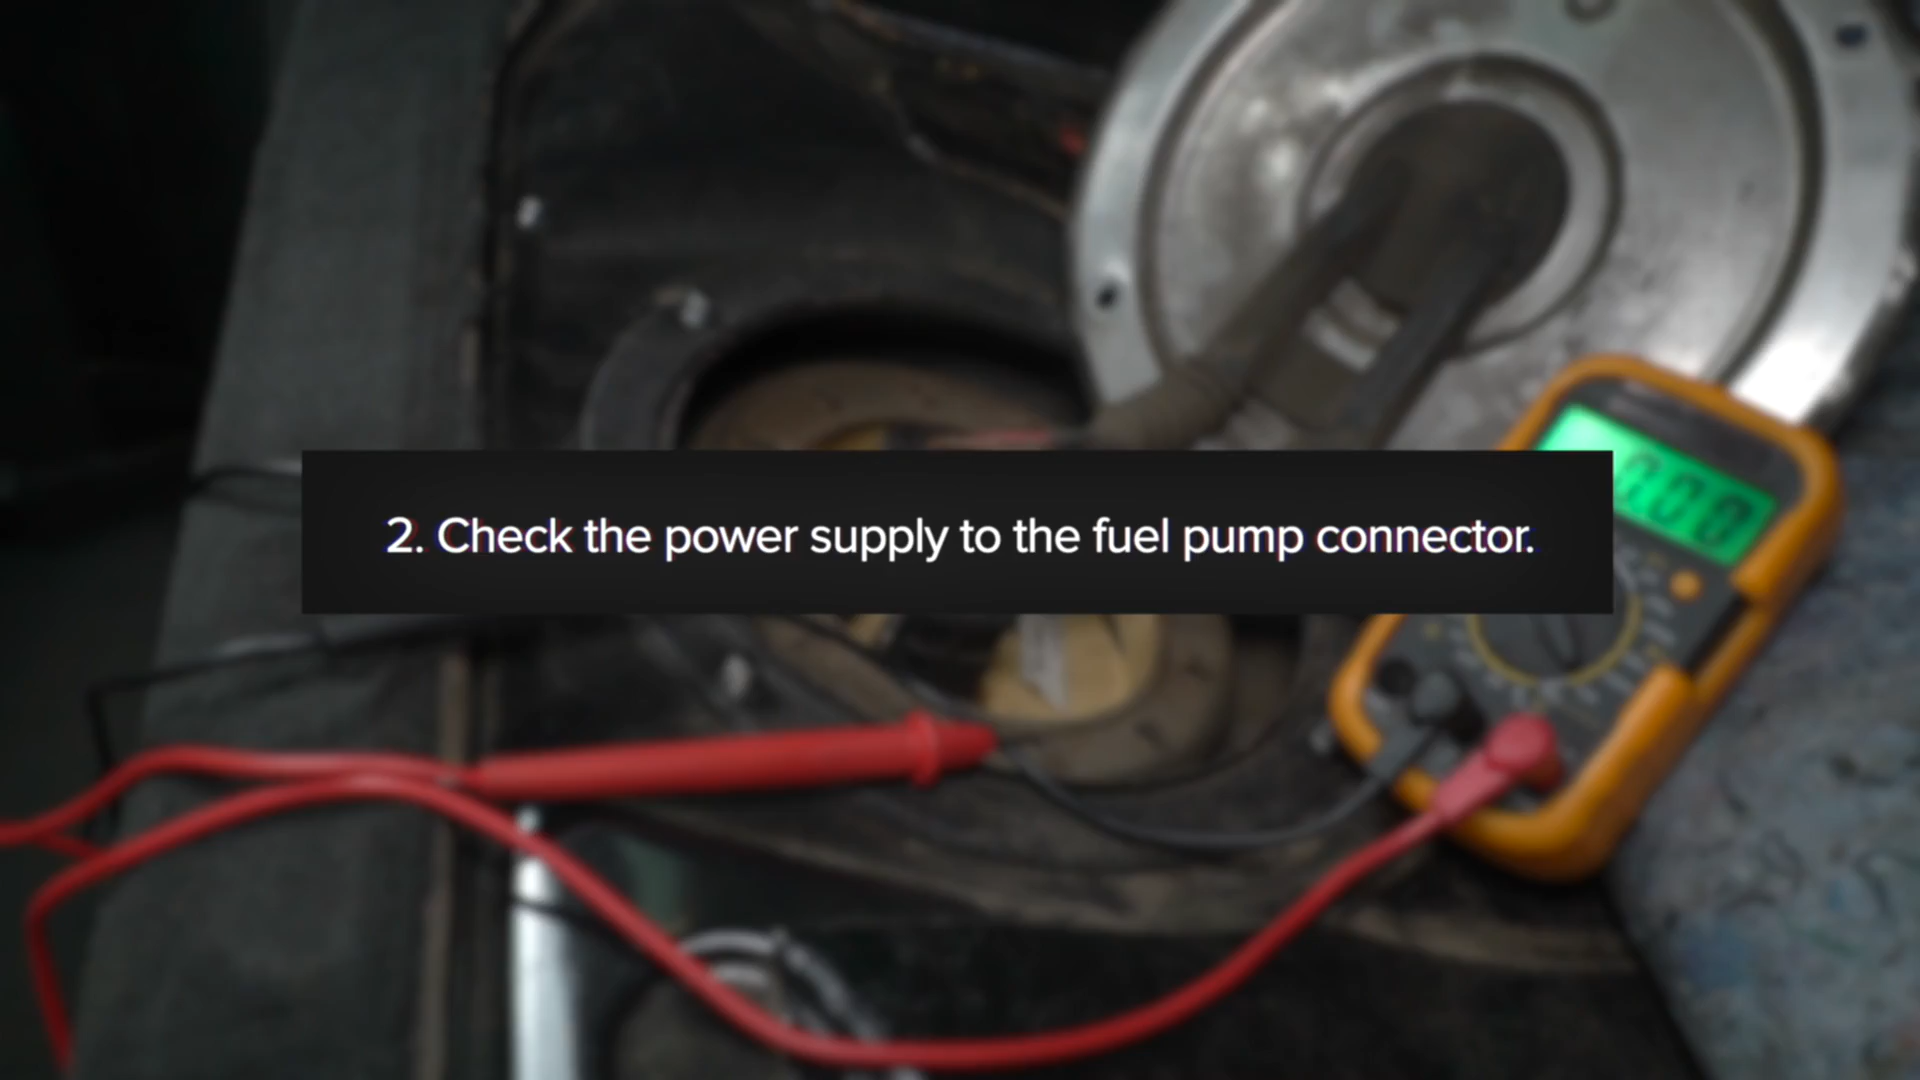 2. Check the power supply to the fuel pump connector.